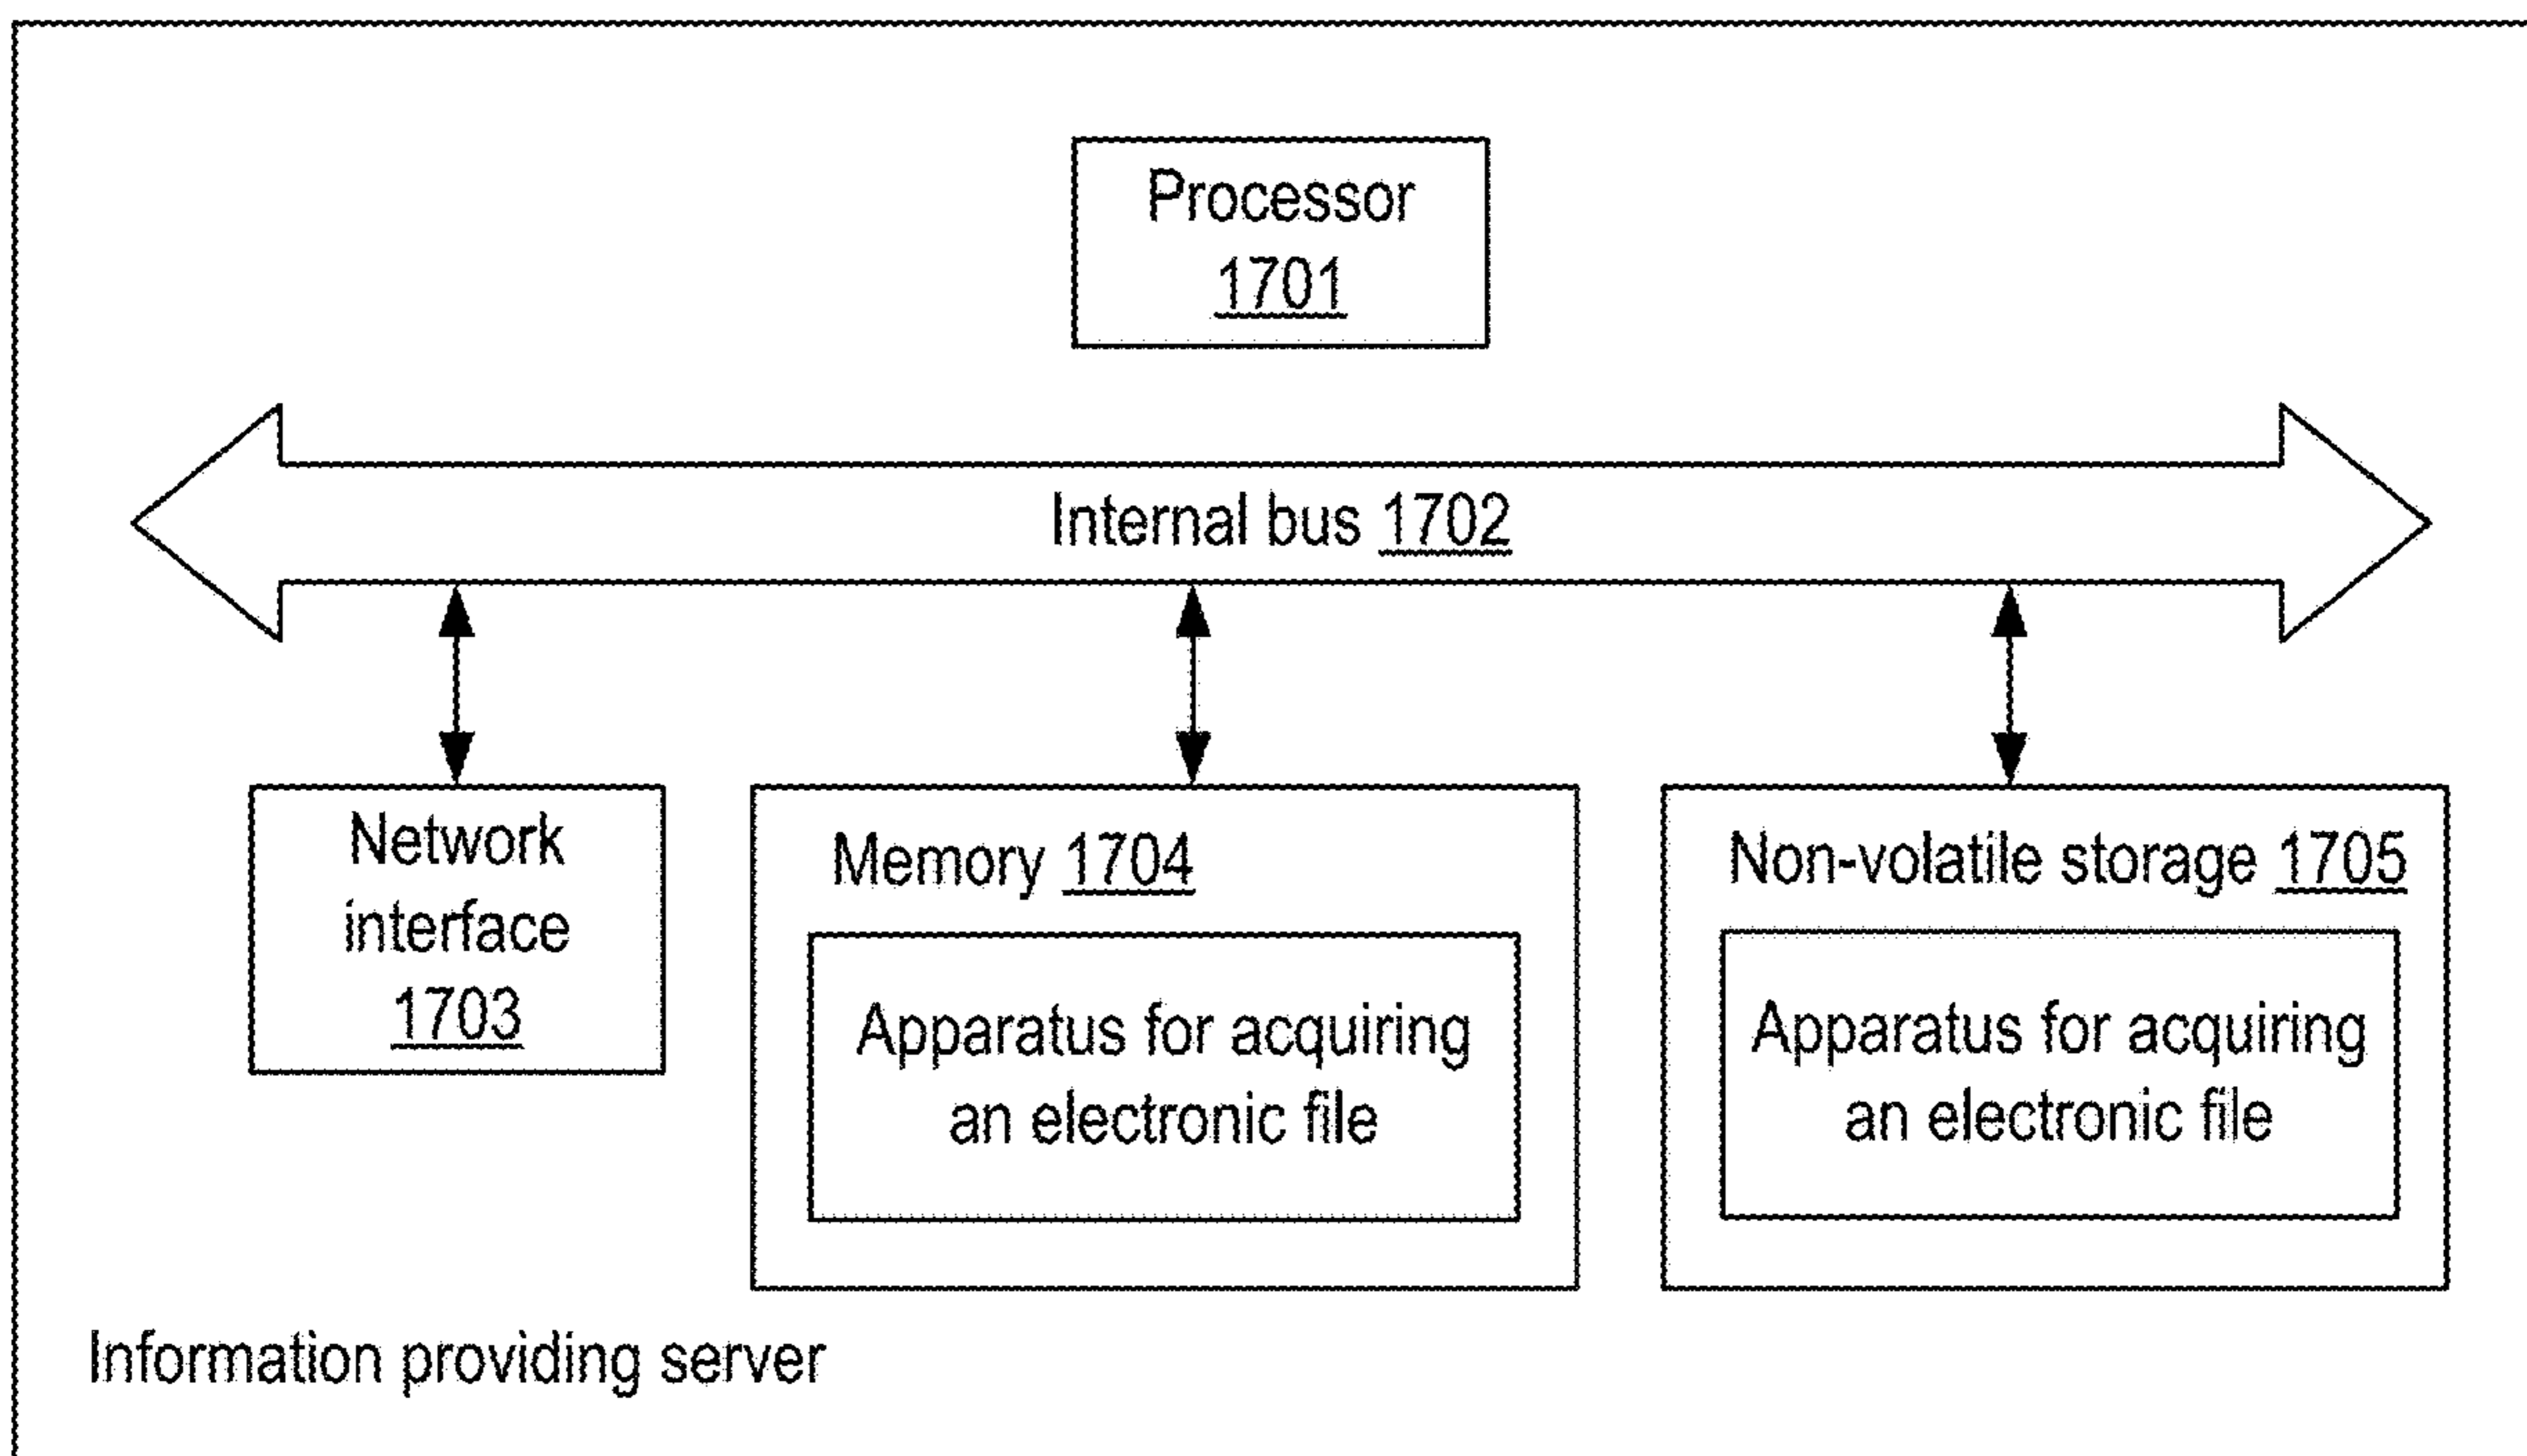 Processor
1701
Internal bus 1702
Network
interface
1703
Memory 1704
Apparatus for acquiring
an electronic file
Non-volatile storage 1705
Apparatus for acquiring
an electronic file
Information providing server